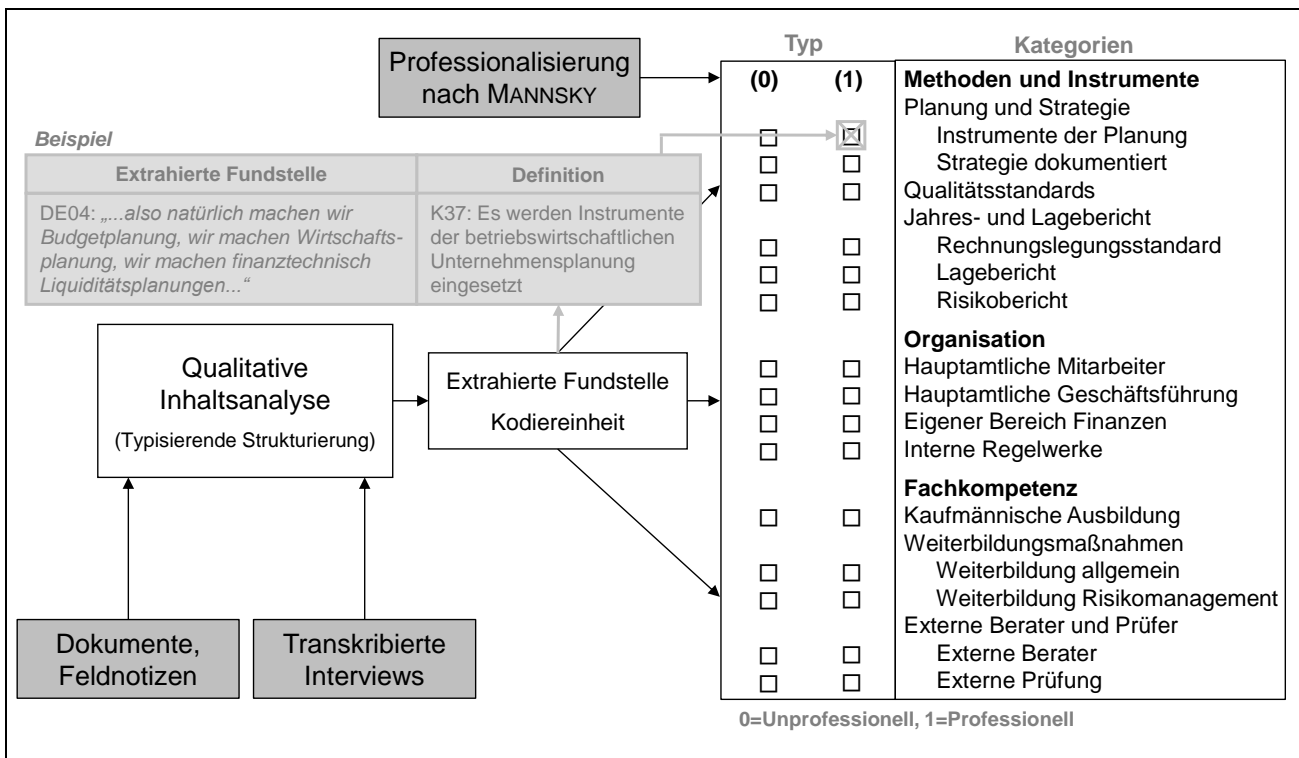 Professionalisierung
nach MANNSKY
Typ
Kategorien
(0) (1)
Methoden und Instrumente
Planung und Strategie
Instrumente der Planung
Strategie dokumentiert
Qualitätsstandards
Jahres- und Lagebericht
Rechnungslegungsstandard
Lagebericht
Risikobericht
Organisation
Hauptamtliche Mitarbeiter
Hauptamtliche Geschäftsführung
Eigener Bereich Finanzen
Interne Regelwerke
Fachkompetenz
Kaufmännische Ausbildung
Weiterbildungsmaßnahmen
Weiterbildung allgemein
Weiterbildung Risikomanagement
Externe Berater und Prüfer
Externe Berater
Externe Prüfung
0=Unprofessionell, 1=Professionell
Beispiel
Extrahierte Fundstelle
Definition
DE04: „...also natürlich machen wir
Budgetplanung, wir machen Wirtschafts-
planung, wir machen finanztechnisch
Liquiditätsplanungen...“
K37: Es werden Instrumente
der betriebswirtschaftlichen
Unternehmensplanung
eingesetzt
Qualitative
Inhaltsanalyse
(Typisierende Strukturierung)
Extrahierte Fundstelle
Kodiereinheit
Dokumente,
Feldnotizen
Transkribierte
Interviews